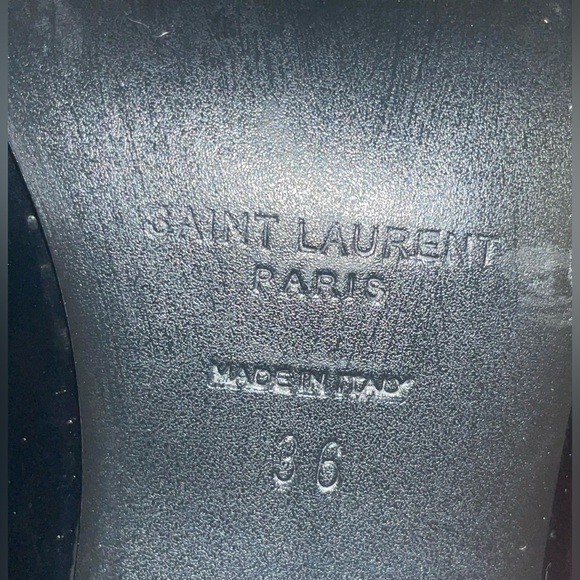 SAINT LAURENT
PARIS
MADE IN ITALY
36